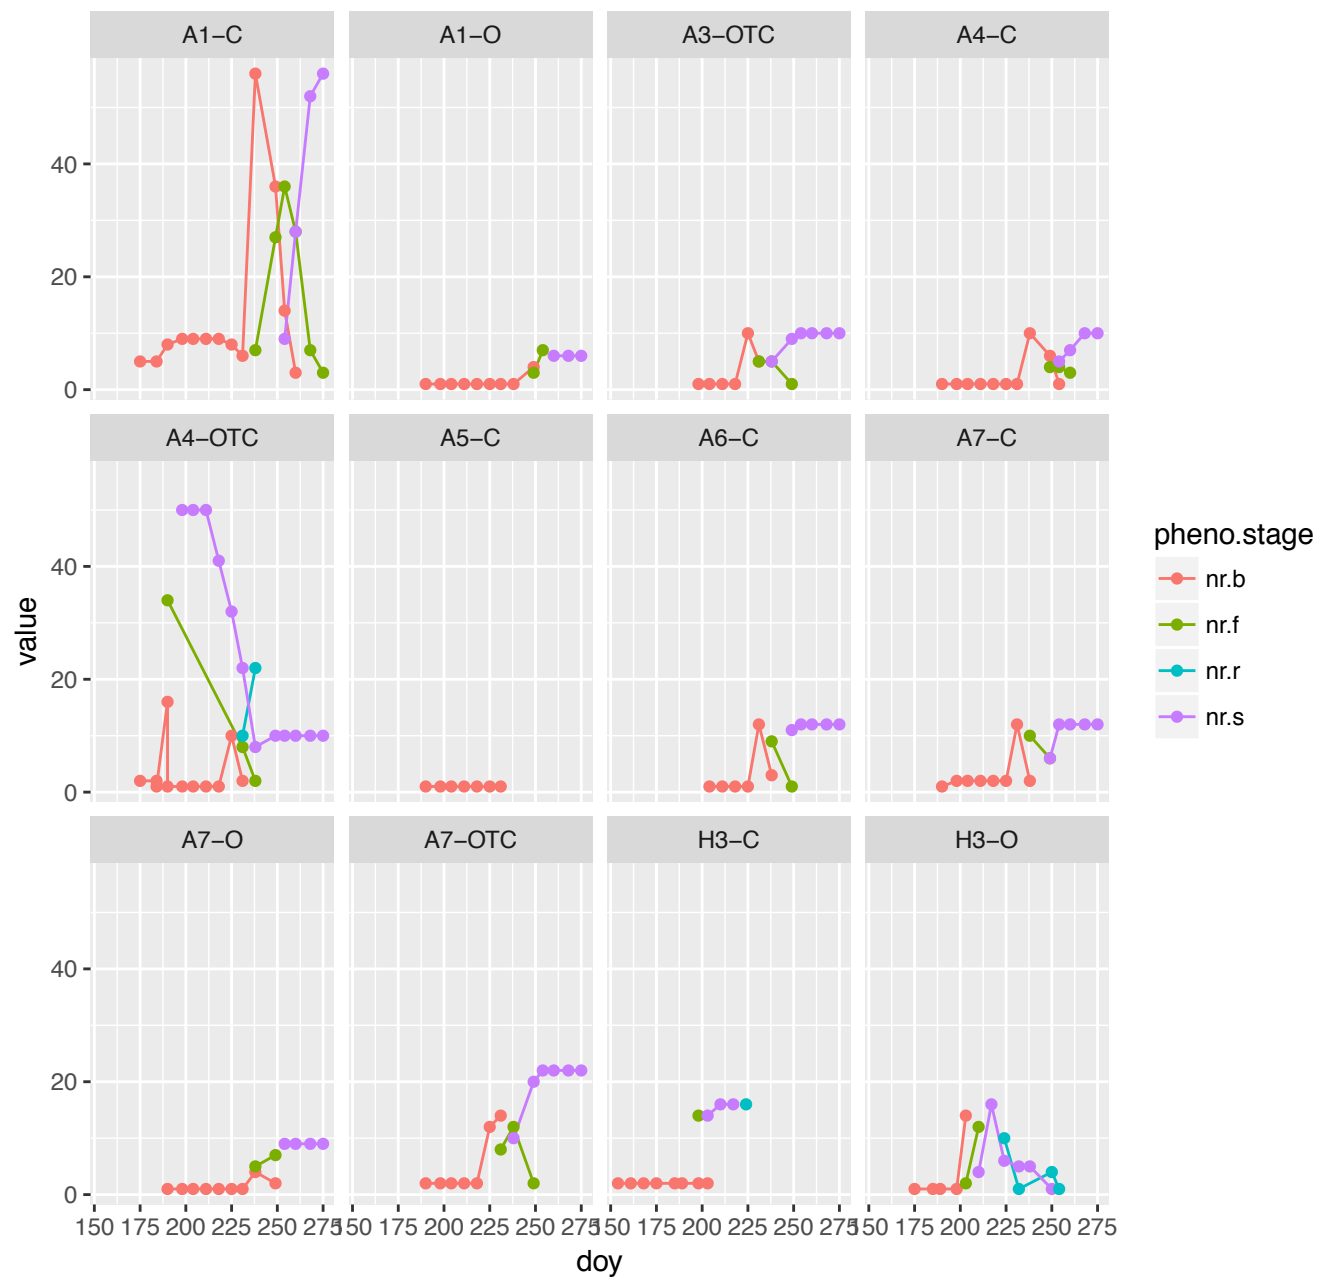 A1−C A1−O A3−OTC A4−C
40
20
0
A4−OTC A5−C A6−C A7−C
40
20
0
A7−O A7−OTC H3−C H3−O
40
20
0
value
150 175 200 225 250 275 150 175 200 225 250 275 150 175 200 225 250 275 150 175 200 225 250 275
doy
pheno.stage
nr.b
nr.f
nr.r
nr.s